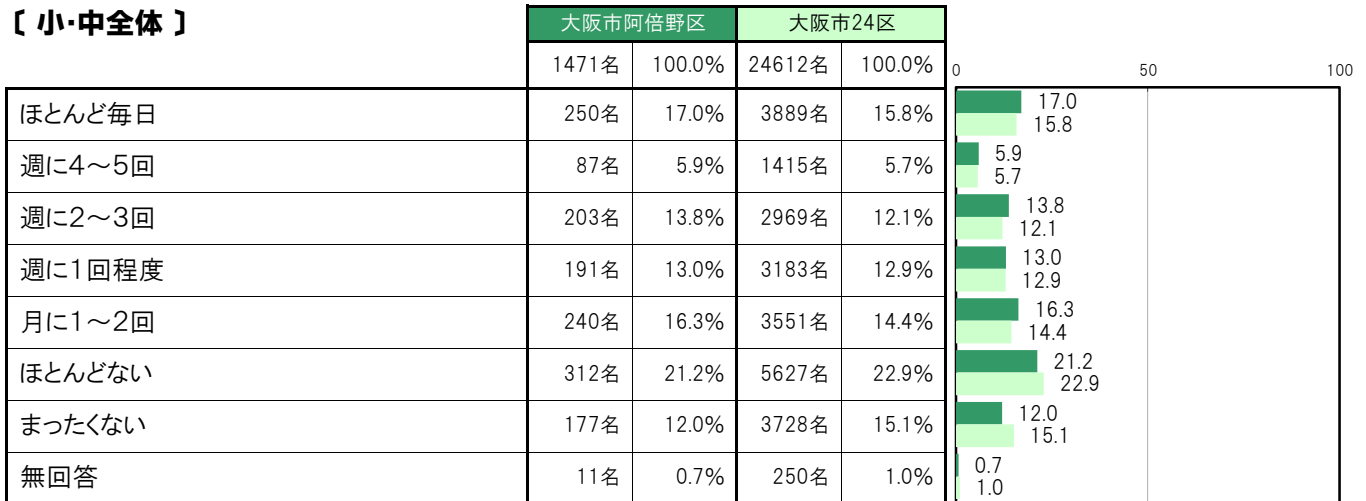 〔 小・中全体 〕
大阪市阿倍野区 大阪市24区
1471名 100.0% 24612名 100.0%
0 50 100
ほとんど毎日 250名 17.0% 3889名 15.8%
17.0
15.8
週に4～5回 87名 5.9% 1415名 5.7%
5.9
5.7
週に2～3回 203名 13.8% 2969名 12.1%
13.8
12.1
週に1回程度 191名 13.0% 3183名 12.9%
13.0
12.9
月に1～2回 240名 16.3% 3551名 14.4%
16.3
14.4
ほとんどない 312名 21.2% 5627名 22.9%
21.2
22.9
まったくない 177名 12.0% 3728名 15.1%
12.0
15.1
無回答 11名 0.7% 250名 1.0%
0.7
1.0